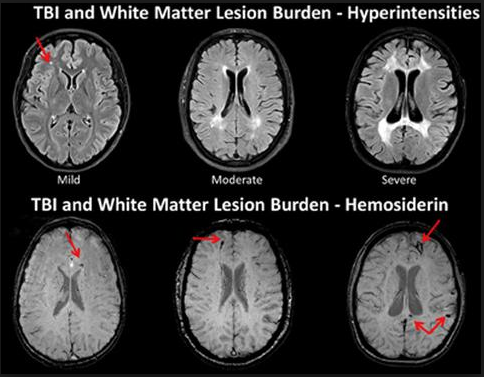 TBI and White Matter Lesion Burden - Hyperintensities
Mild
Moderate
Severe
TBI and White Matter Lesion Burden - Hemosiderin